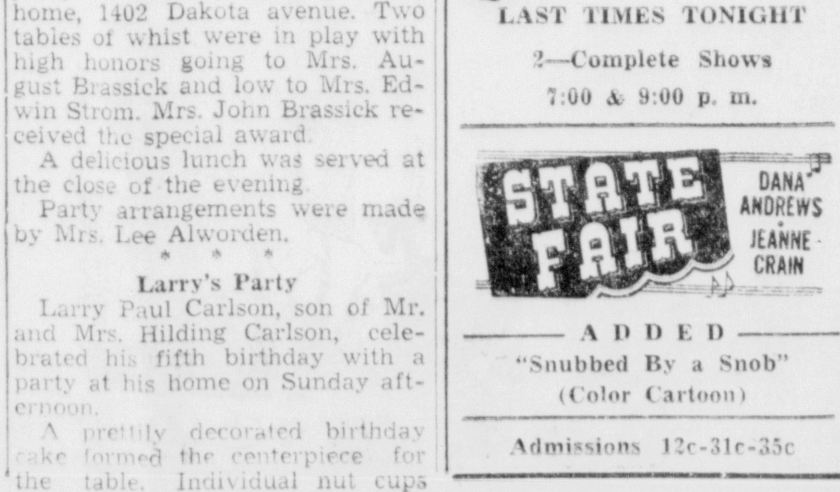 home, 1402 Dakota avenue. Two
tables of whist were in play with
high honors going to Mrs. Au-
gust Brassick and low to Mrs. Ed-
win Strom. Mrs. John Brassick re-
ceived the special award.
A delicious lunch was served at
the close of the evening.
Party arrangements were made
by Mrs. Lee Alworden.
* * *
Larry's Party
Larry Paul Carlson, son of Mr.
and Mrs. Hilding Carlson, cele-
brated his fifth birthday with a
party at his home on Sunday aft-
ernoon.
A prettily decorated birthday
cake formed the centerpiece for
the table. Individual nut cups
LAST TIMES TONIGHT
2—Complete Shows
7:00 & 9:00 p. m.
STATE
FAIR
DANA
ANDREWS
JEANNE
CRAIN
ADDED
"Snubbed By a Snob"
(Color Cartoon)
Admissions 12c-31c-35c